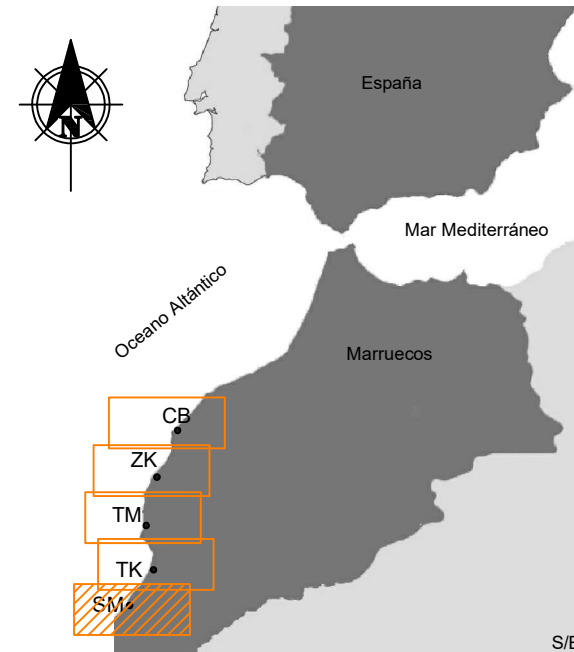 España
N
Mar Mediterráneo
Oceano Altántico
Marruecos
CB
ZK
TM
TK
SM
S/E